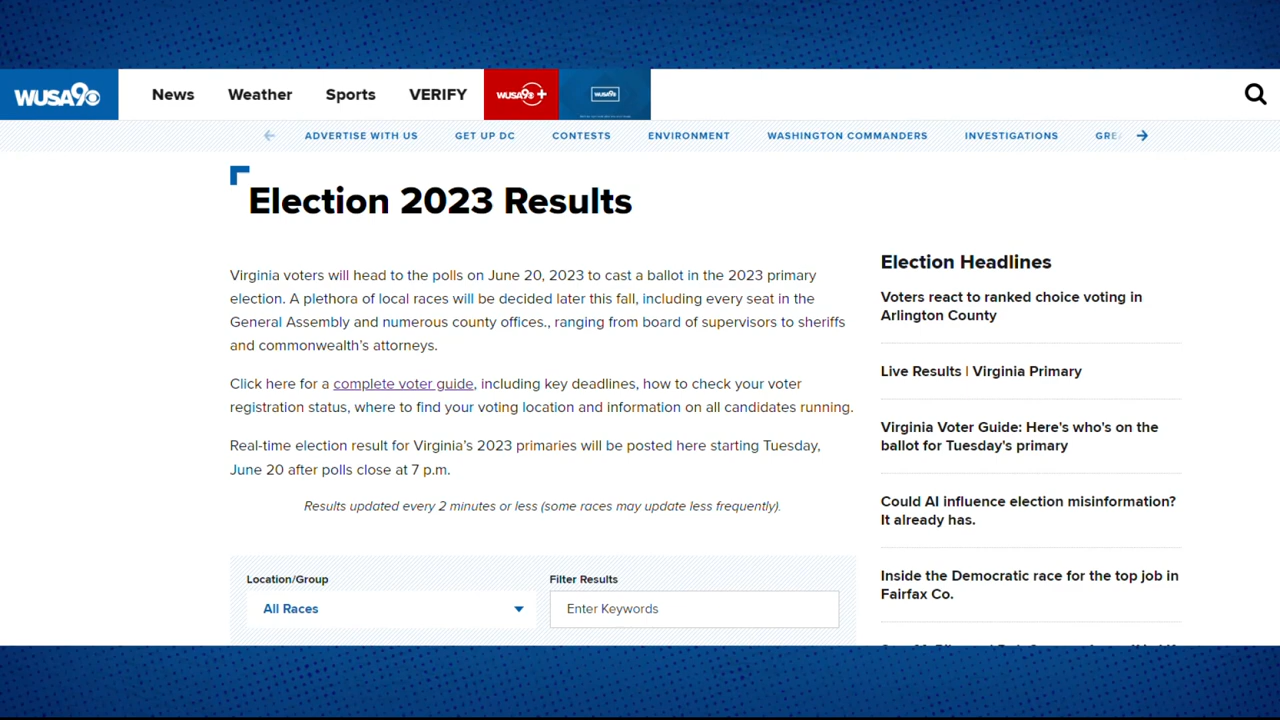 WUSA9
News
Weather
Sports
VERIFY
WUSA9+
WUSA9
ADVERTISE WITH US
GET UP DC
CONTESTS
ENVIRONMENT
WASHINGTON COMMANDERS
INVESTIGATIONS
GRE
Election 2023 Results
Virginia voters will head to the polls on June 20, 2023 to cast a ballot in the 2023 primary
election. A plethora of local races will be decided later this fall, including every seat in the
General Assembly and numerous county offices., ranging from board of supervisors to sheriffs
and commonwealth's attorneys.
Click here for a complete voter guide, including key deadlines, how to check your voter
registration status, where to find your voting location and information on all candidates running.
Real-time election result for Virginia's 2023 primaries will be posted here starting Tuesday,
June 20 after polls close at 7 p.m.
Results updated every 2 minutes or less (some races may update less frequently).
Location/Group
All Races
Filter Results
Enter Keywords
Election Headlines
Voters react to ranked choice voting in
Arlington County
Live Results | Virginia Primary
Virginia Voter Guide: Here's who's on the
ballot for Tuesday's primary
Could AI influence election misinformation?
It already has.
Inside the Democratic race for the top job in
Fairfax Co.